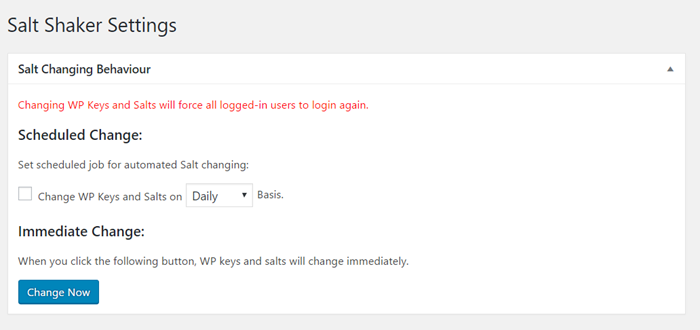 Salt Shaker Settings
Salt Changing Behaviour
Changing WP Keys and Salts will force all logged-in users to login again.
Scheduled Change:
Set scheduled job for automated Salt changing:
Change WP Keys and Salts on Daily Basis.
Immediate Change:
When you click the following button, WP keys and salts will change immediately.
Change Now